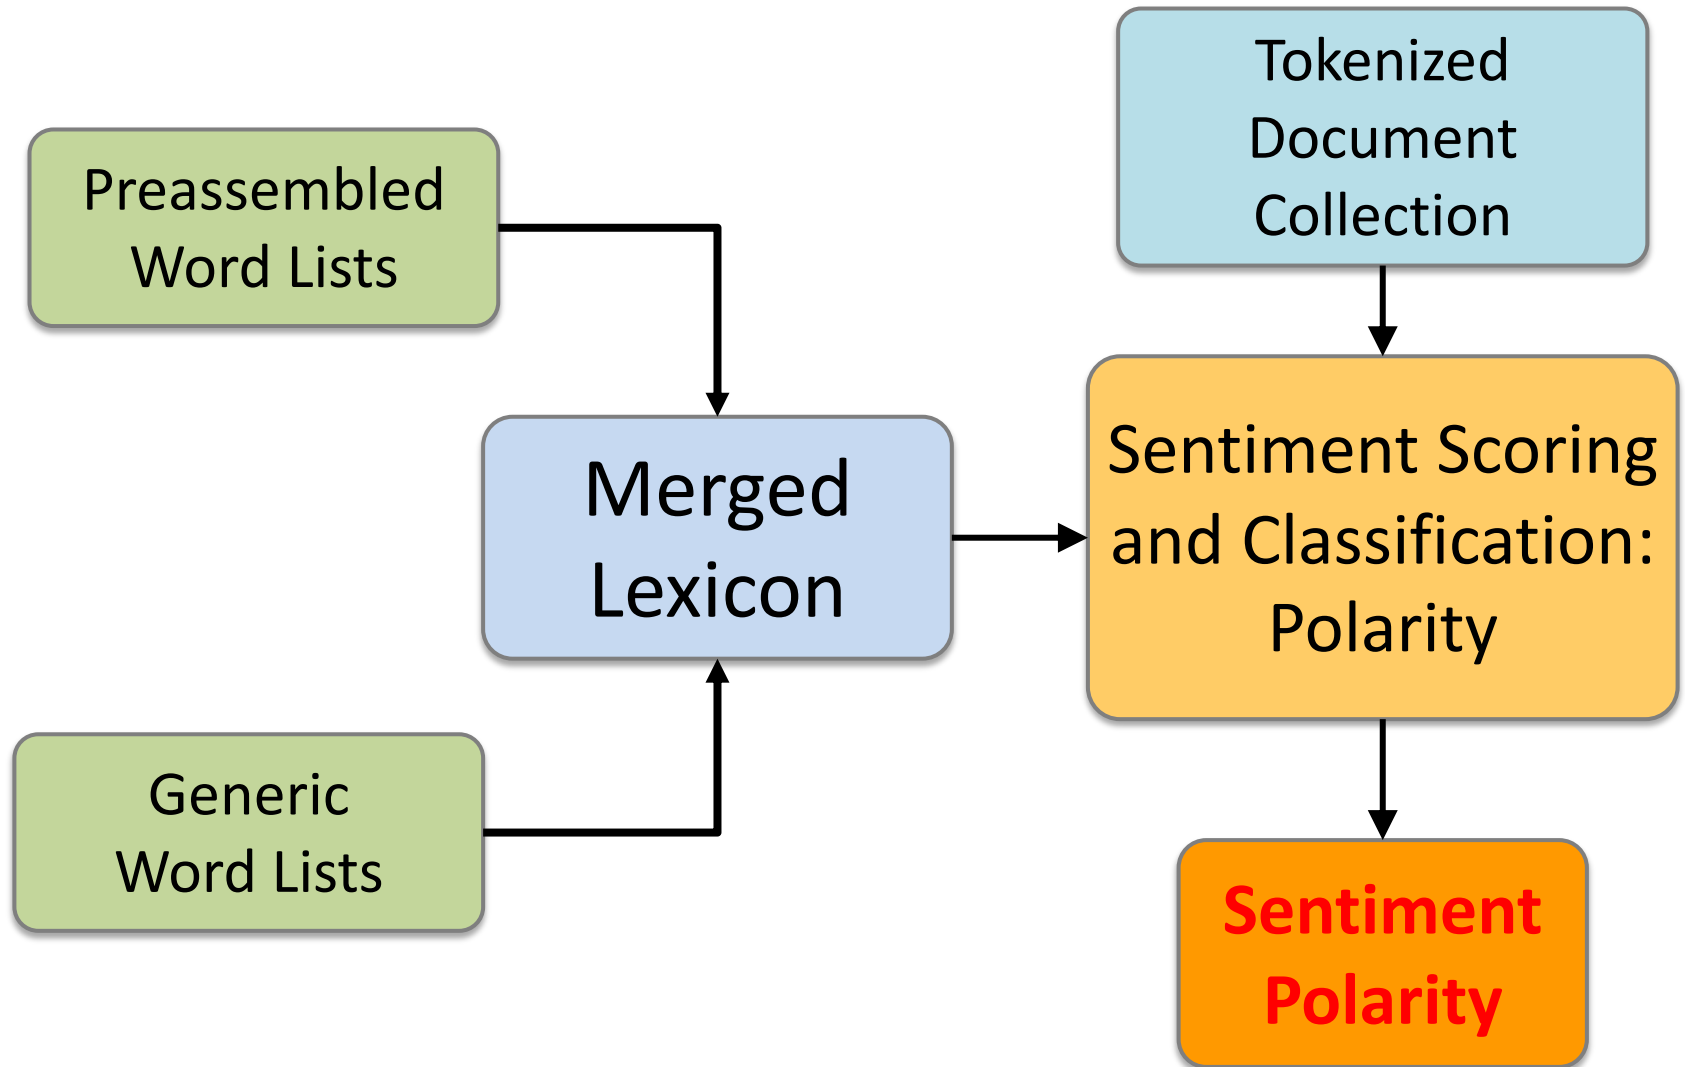 Preassembled
Word Lists
Generic
Word Lists
Merged
Lexicon
Tokenized
Document
Collection
Sentiment Scoring
and Classification:
Polarity
Sentiment
Polarity